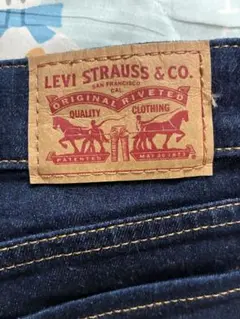 LEVI STRAUSS & CO.
SAN FRANCISCO
CAL.
ORIGINAL RIVETED
QUALITY CLOTHING
PATENTED MAY 20 1873